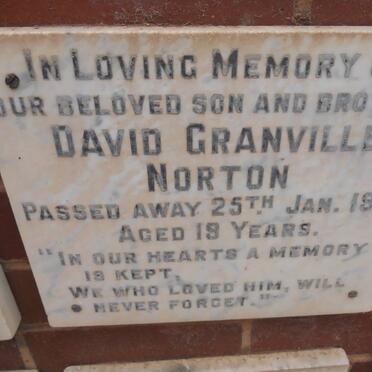 IN LOVING MEMORY O
OUR BELOVED SON AND BRO
DAVID GRANVILLE
NORTON
PASSED AWAY 25TH JAN. 19
AGED 19 YEARS.
"IN OUR HEARTS A MEMORY
IS KEPT,
WE WHO LOVED HIM, WILL
NEVER FORGET."